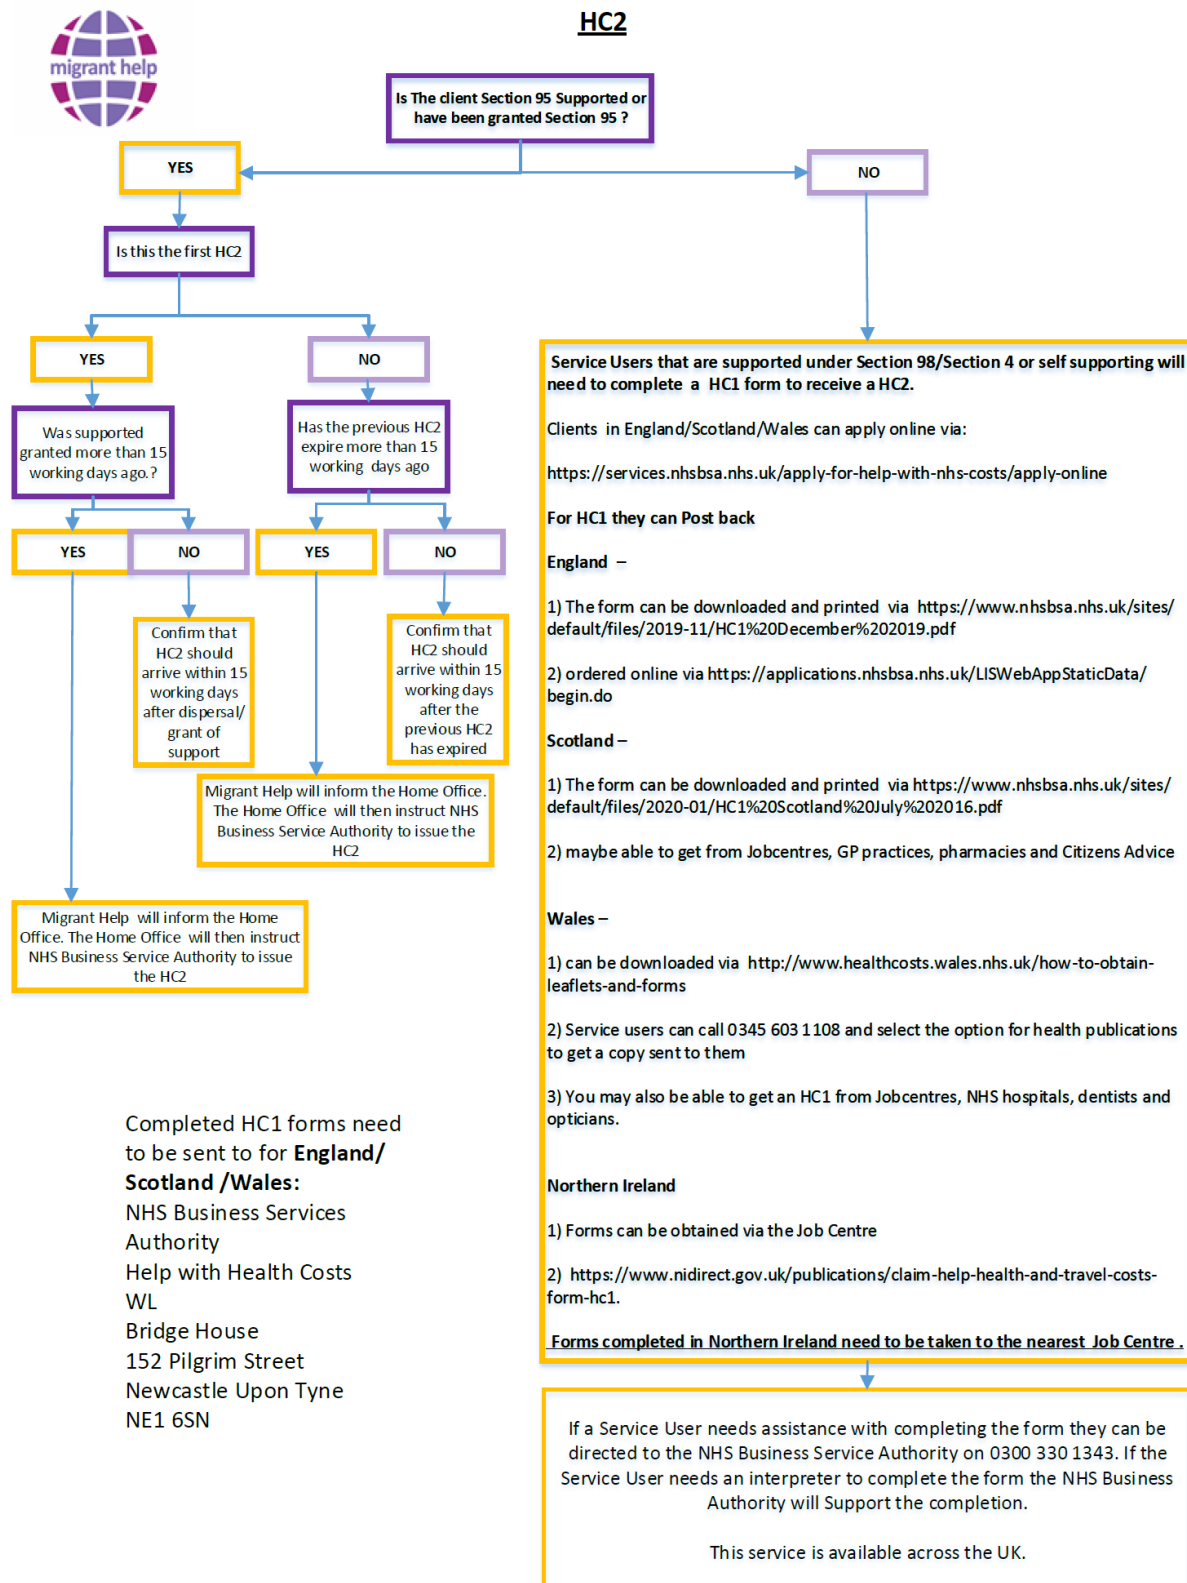 HC2
migrant help
Is The client Section 95 Supported or
have been granted Section 95 ?
YES
NO
Is this the first HC2
YES
NO
Was supported
granted more than 15
working days ago.?
Has the previous HC2
expire more than 15
working days ago
YES
NO
YES
NO
Confirm that
HC2 should
arrive within 15
working days
after dispersal/
grant of
support
Confirm that
HC2 should
arrive within 15
working days
after the
previous HC2
has expired
Migrant Help will inform the Home Office.
The Home Office will then instruct NHS
Business Service Authority to issue the
HC2
Migrant Help will inform the Home
Office. The Home Office will then instruct
NHS Business Service Authority to issue
the HC2
Service Users that are supported under Section 98/Section 4 or self supporting will
need to complete a HC1 form to receive a HC2.
Clients in England/Scotland/Wales can apply online via:
https://services.nhsbsa.nhs.uk/apply-for-help-with-nhs-costs/apply-online
For HC1 they can Post back
England –
1) The form can be downloaded and printed via https://www.nhsbsa.nhs.uk/sites/
default/files/2019-11/HC1%20December%202019.pdf
2) ordered online via https://applications.nhsbsa.nhs.uk/LISWebAppStaticData/
begin.do
Scotland –
1) The form can be downloaded and printed via https://www.nhsbsa.nhs.uk/sites/
default/files/2020-01/HC1%20Scotland%20July%202016.pdf
2) maybe able to get from Jobcentres, GP practices, pharmacies and Citizens Advice
Wales –
1) can be downloaded via http://www.healthcosts.wales.nhs.uk/how-to-obtain-
leaflets-and-forms
2) Service users can call 0345 603 1108 and select the option for health publications
to get a copy sent to them
3) You may also be able to get an HC1 from Jobcentres, NHS hospitals, dentists and
opticians.
Northern Ireland
1) Forms can be obtained via the Job Centre
2) https://www.nidirect.gov.uk/publications/claim-help-health-and-travel-costs-
form-hc1.
Forms completed in Northern Ireland need to be taken to the nearest Job Centre .
Completed HC1 forms need
to be sent to for England/
Scotland /Wales:
NHS Business Services
Authority
Help with Health Costs
WL
Bridge House
152 Pilgrim Street
Newcastle Upon Tyne
NE1 6SN
If a Service User needs assistance with completing the form they can be
directed to the NHS Business Service Authority on 0300 330 1343. If the
Service User needs an interpreter to complete the form the NHS Business
Authority will Support the completion.
This service is available across the UK.